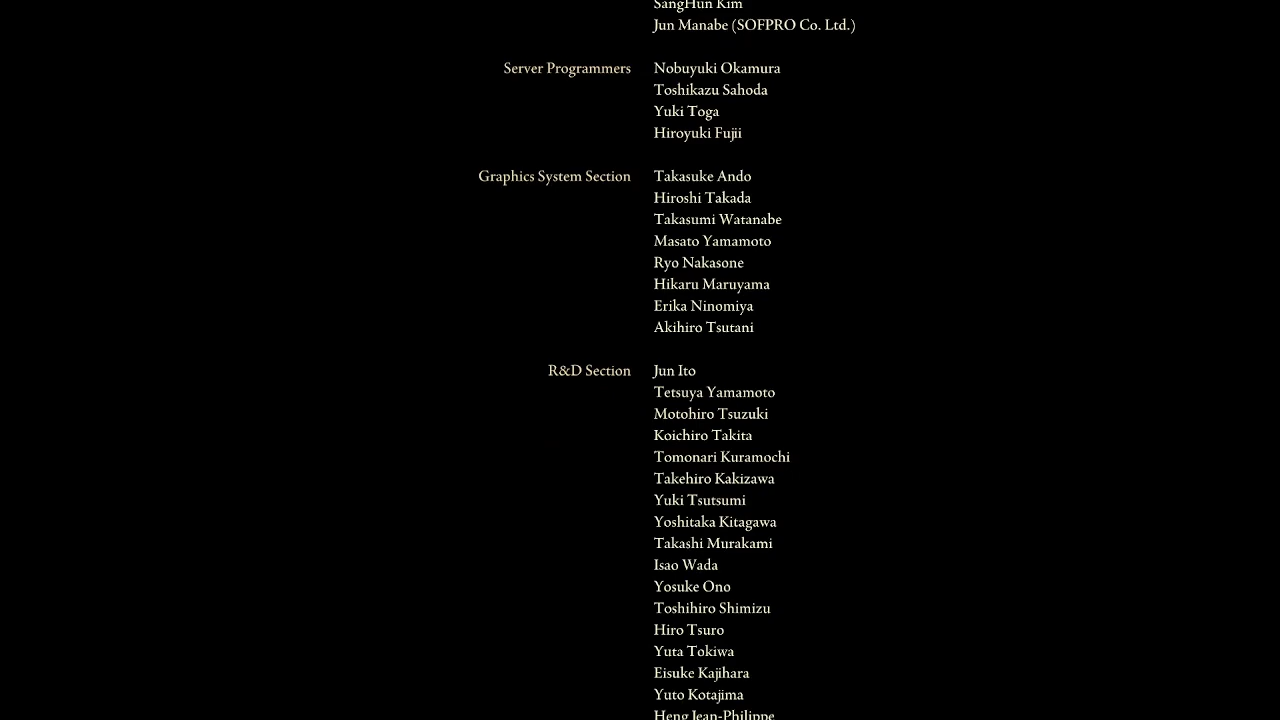 SangHun Kim
Jun Manabe (SOFPRO Co. Ltd.)
Server Programmers Nobuyuki Okamura
Toshikazu Sahoda
Yuki Toga
Hiroyuki Fujii
Graphics System Section Takasuke Ando
Hiroshi Takada
Takasumi Watanabe
Masato Yamamoto
Ryo Nakasone
Hikaru Maruyama
Erika Ninomiya
Akihiro Tsutani
R&D Section Jun Ito
Tetsuya Yamamoto
Motohiro Tsuzuki
Koichiro Takita
Tomonari Kuramochi
Takehiro Kakizawa
Yuki Tsutsumi
Yoshitaka Kitagawa
Takashi Murakami
Isao Wada
Yosuke Ono
Toshihiro Shimizu
Hiro Tsuro
Yuta Tokiwa
Eisuke Kajihara
Yuto Kotajima
Heng Jean-Philippe